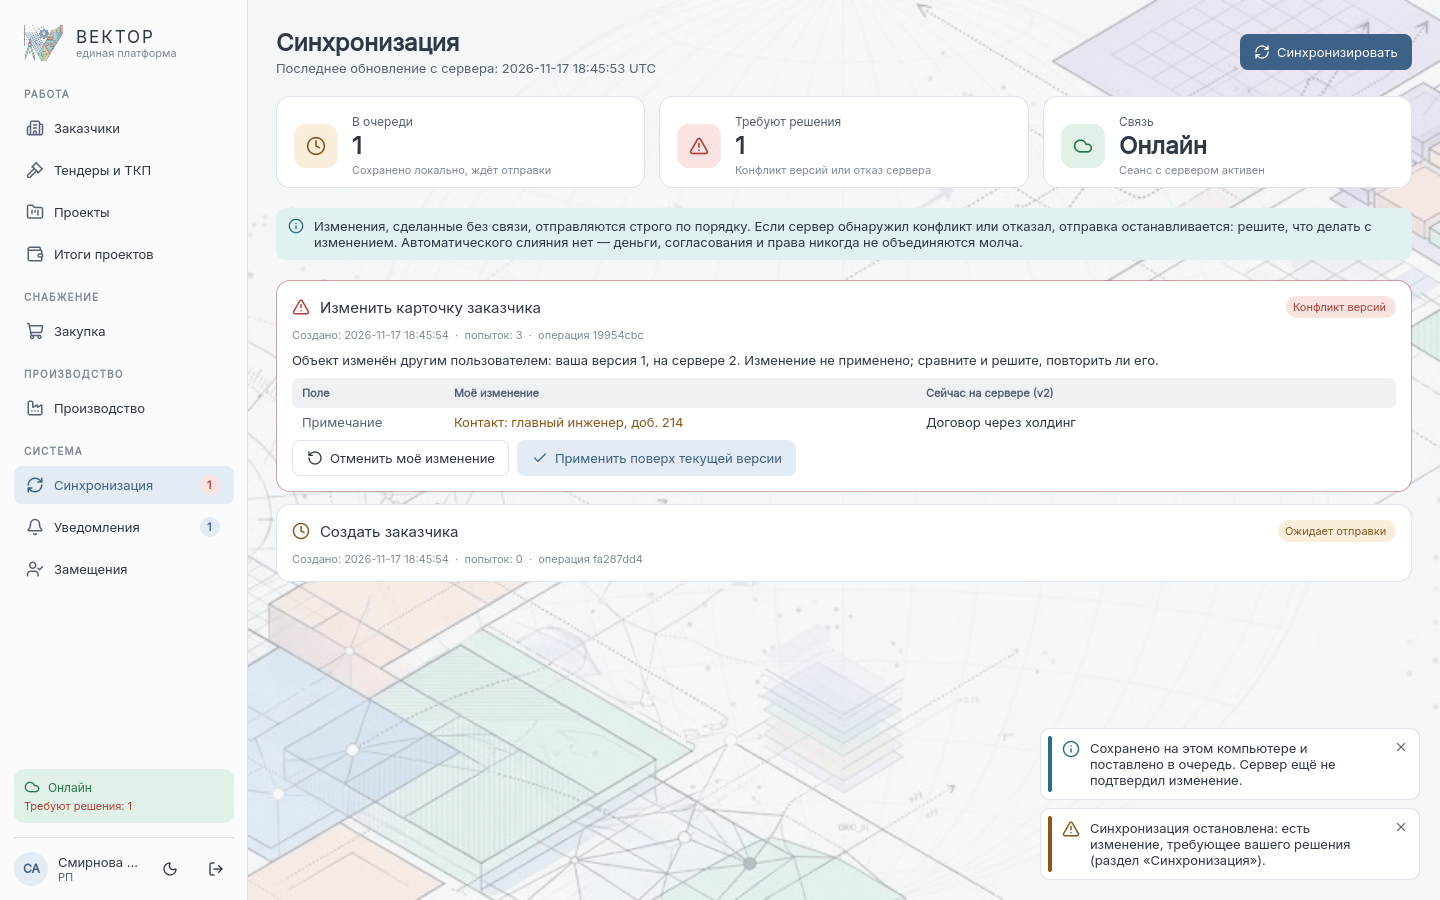 ВЕКТОР
единая платформа
РАБОТА
Заказчики
Тендеры и ТКП
Проекты
Итоги проектов
СНАБЖЕНИЕ
Закупка
ПРОИЗВОДСТВО
Производство
СИСТЕМА
Синхронизация 1
Уведомления 1
Замещения
Онлайн
Требуют решения: 1
СА
Смирнова ...
РП
Синхронизация
Последнее обновление с сервера: 2026-11-17 18:45:53 UTC
Синхронизировать
В очереди
1
Сохранено локально, ждёт отправки
Требуют решения
1
Конфликт версий или отказ сервера
Связь
Онлайн
Сеанс с сервером активен
Изменения, сделанные без связи, отправляются строго по порядку. Если сервер обнаружил конфликт или отказал, отправка останавливается: решите, что делать с
изменением. Автоматического слияния нет — деньги, согласования и права никогда не объединяются молча.
Изменить карточку заказчика
Конфликт версий
Создано: 2026-11-17 18:45:54 · попыток: 3 · операция 19954cbc
Объект изменён другим пользователем: ваша версия 1, на сервере 2. Изменение не применено; сравните и решите, повторить ли его.
Поле Моё изменение Сейчас на сервере (v2)
Примечание Контакт: главный инженер, доб. 214 Договор через холдинг
Отменить моё изменение
Применить поверх текущей версии
Создать заказчика
Ожидает отправки
Создано: 2026-11-17 18:45:54 · попыток: 0 · операция fa287dd4
Сохранено на этом компьютере и
поставлено в очередь. Сервер ещё не
подтвердил изменение.
Синхронизация остановлена: есть
изменение, требующее вашего решения
(раздел «Синхронизация»).